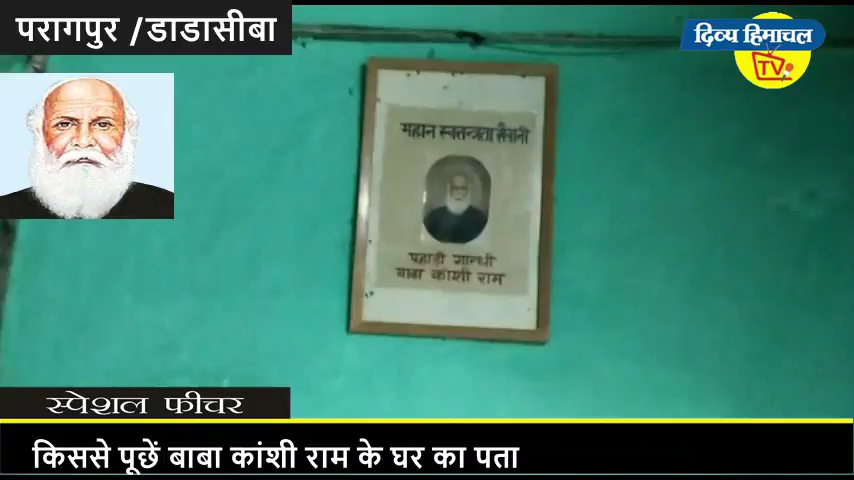 परागपुर /डाडासीबा
दिव्य हिमाचल
TV
महान स्वतन्त्रता सैनानी
पहाड़ी गान्धी
बाबा काँशी राम
स्पेशल फीचर
किससे पूछें बाबा कांशी राम के घर का पता